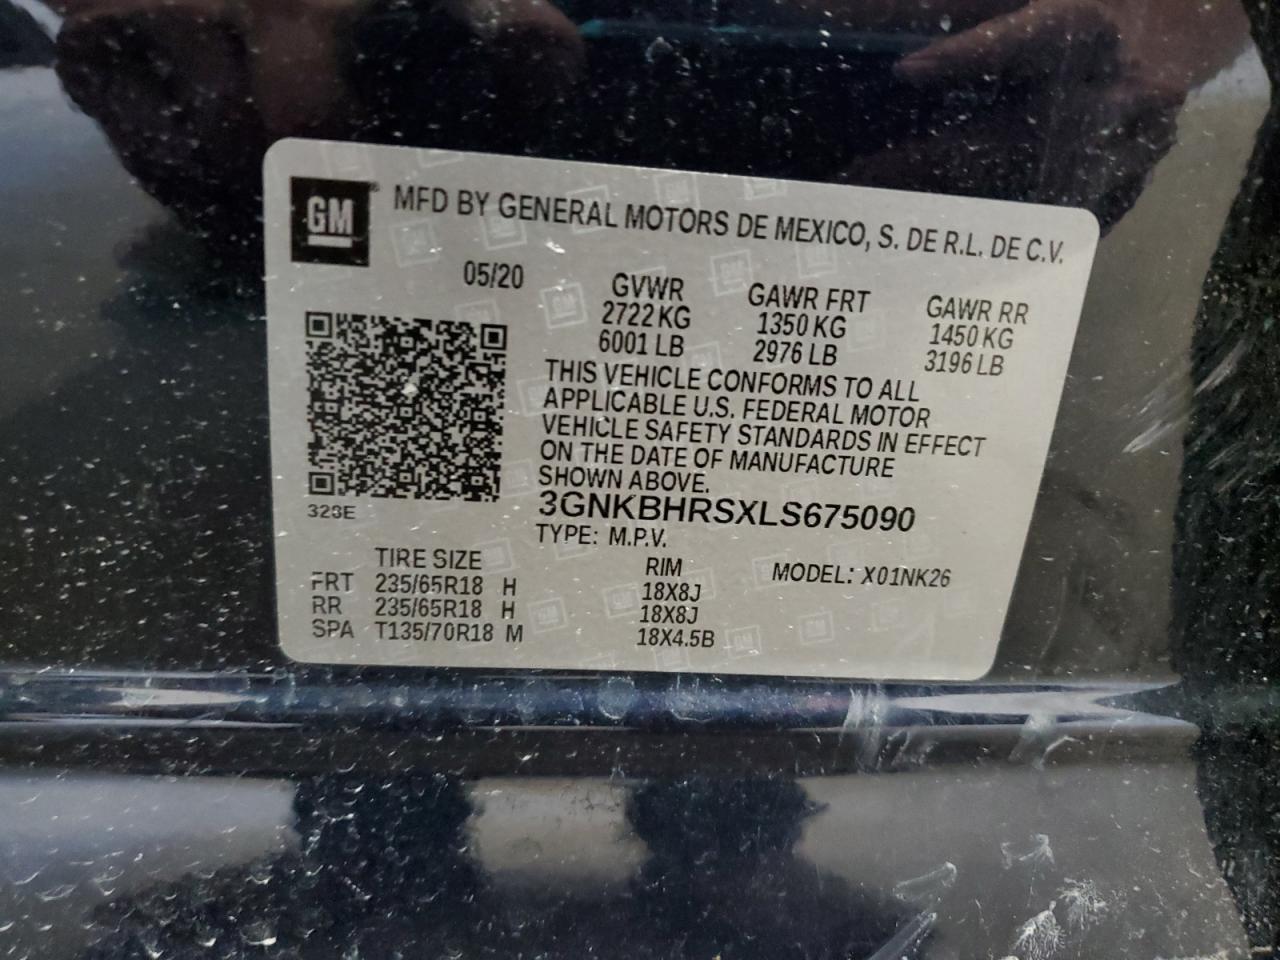 GM
MFD BY GENERAL MOTORS DE MEXICO, S. DE R.L. DE C.V.
05/20 GVWR GAWR FRT GAWR RR
2722 KG 1350 KG 1450 KG
6001 LB 2976 LB 3196 LB
THIS VEHICLE CONFORMS TO ALL
APPLICABLE U.S. FEDERAL MOTOR
VEHICLE SAFETY STANDARDS IN EFFECT
ON THE DATE OF MANUFACTURE
SHOWN ABOVE.
323E 3GNKBHRSXLS675090
TYPE: M.P.V.
TIRE SIZE RIM MODEL: X01NK26
FRT 235/65R18 H 18X8J
RR 235/65R18 H 18X8J
SPA T135/70R18 M 18X4.5B